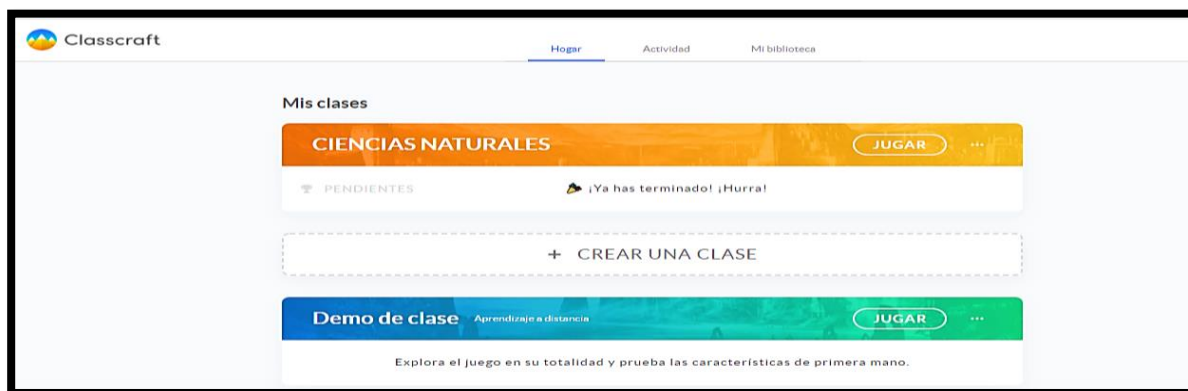 Classcraft
Hogar Actividad Mi biblioteca
Mis clases
CIENCIAS NATURALES JUGAR ...
PENDIENTES ¡Ya has terminado! ¡Hurra!
+ CREAR UNA CLASE
Demo de clase Aprendizaje a distancia JUGAR ...
Explora el juego en su totalidad y prueba las características de primera mano.